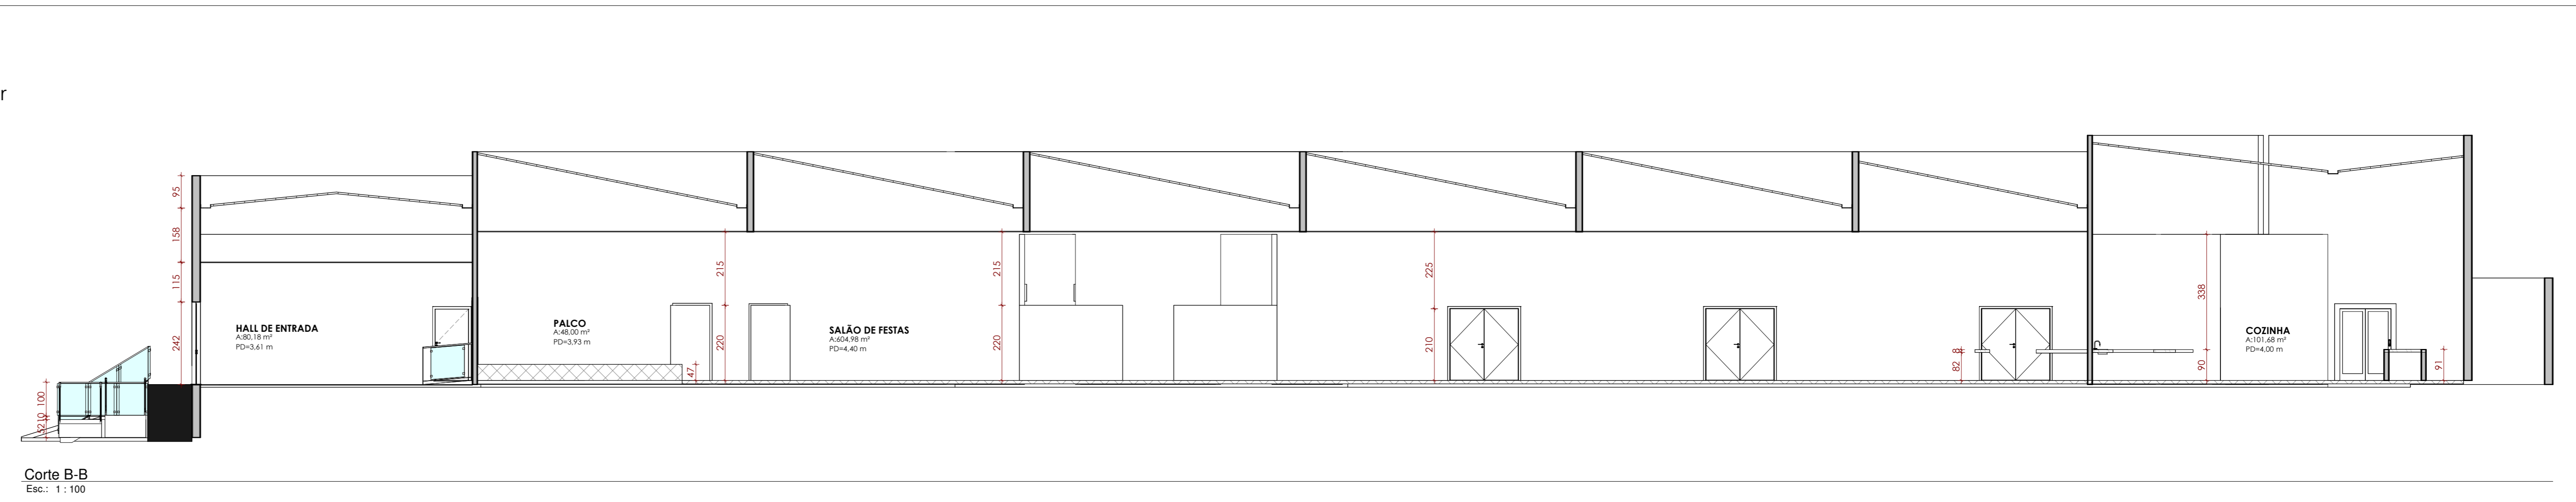 r
95
158
115
242
100
10
52
HALL DE ENTRADA
A:80,18 m²
PD=3,61 m
PALCO
A:48,00 m²
PD=3,93 m
47
215
220
SALÃO DE FESTAS
A:604,98 m²
PD=4,40 m
215
220
225
210
8
82
338
90
COZINHA
A:101,68 m²
PD=4,00 m
91
Corte B-B
Esc.: 1 : 100